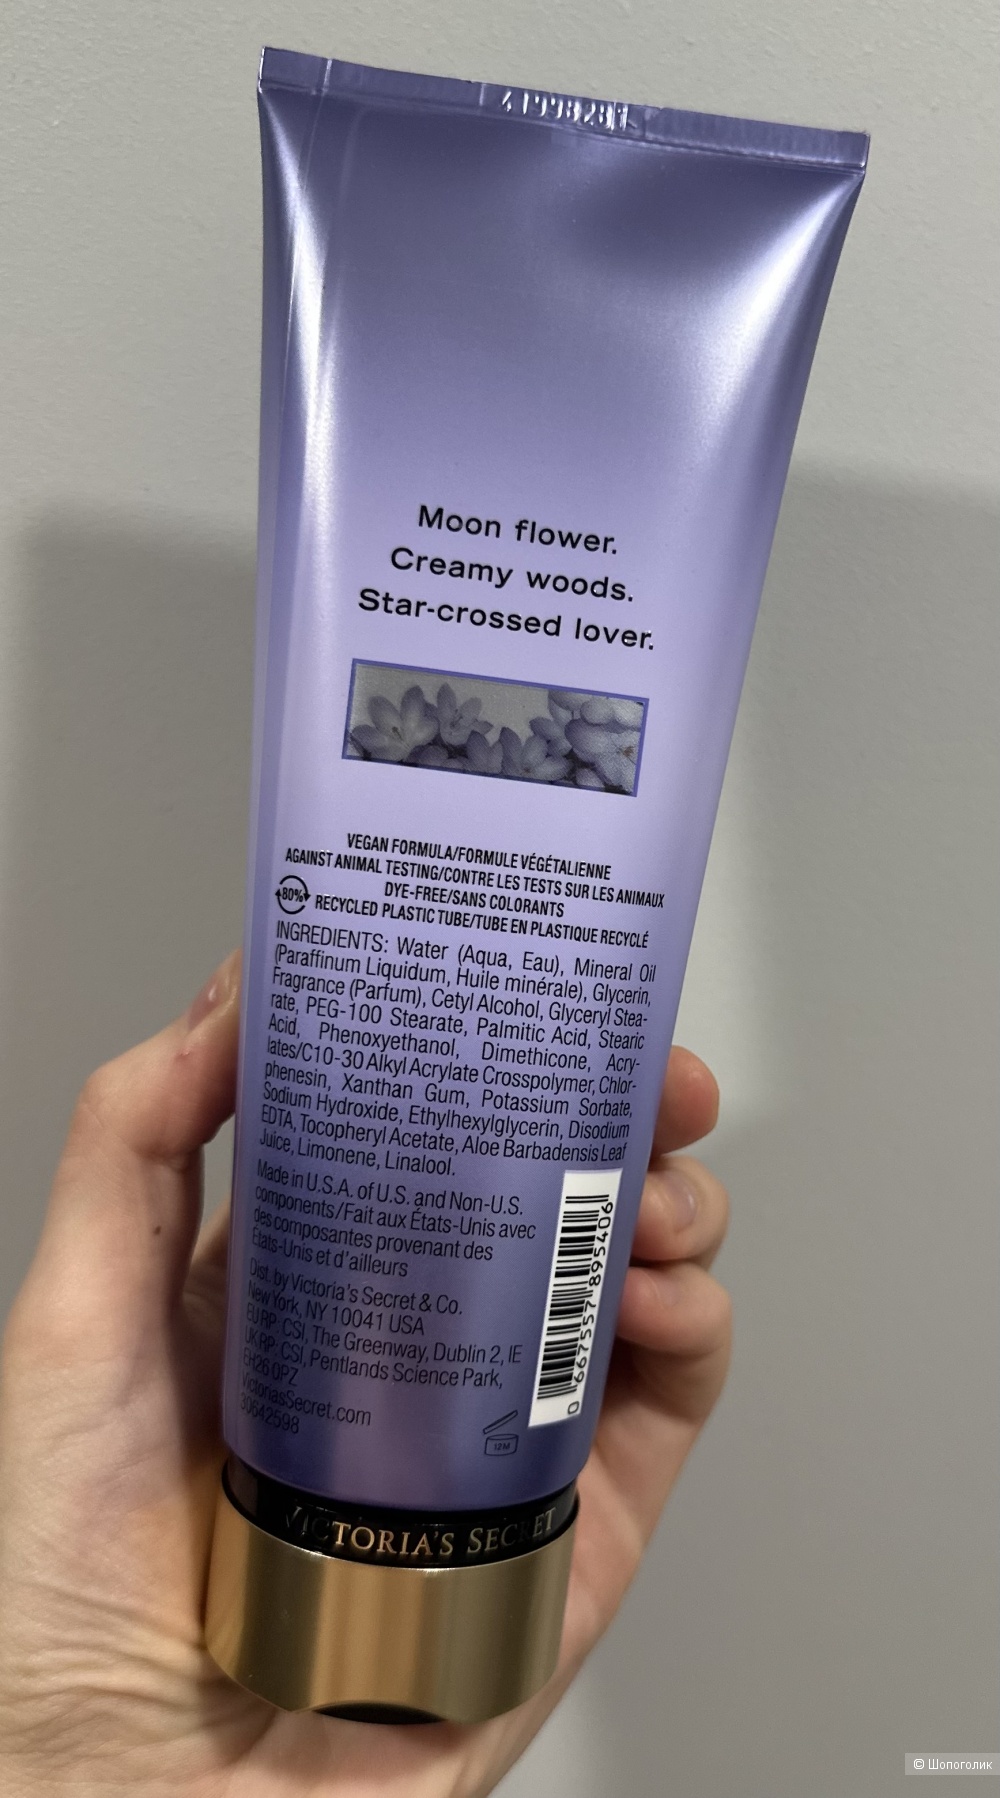 41998281
Moon flower.
Creamy woods.
Star-crossed lover.
VEGAN FORMULA/FORMULE VÉGÉTALIENNE
AGAINST ANIMAL TESTING/CONTRE LES TESTS SUR LES ANIMAUX
DYE-FREE/SANS COLORANTS
80% RECYCLED PLASTIC TUBE/TUBE EN PLASTIQUE RECYCLÉ
INGREDIENTS: Water (Aqua, Eau), Mineral Oil
(Paraffinum Liquidum, Huile minérale), Glycerin,
Fragrance (Parfum), Cetyl Alcohol, Glyceryl Stea-
rate, PEG-100 Stearate, Palmitic Acid, Stearic
Acid, Phenoxyethanol, Dimethicone, Acry-
lates/C10-30 Alkyl Acrylate Crosspolymer, Chlor-
phenesin, Xanthan Gum, Potassium Sorbate,
Sodium Hydroxide, Ethylhexylglycerin, Disodium
EDTA, Tocopheryl Acetate, Aloe Barbadensis Leaf
Juice, Limonene, Linalool.
Made in U.S.A. of U.S. and Non-U.S.
components/Fait aux États-Unis avec
des composantes provenant des
États-Unis et d'ailleurs
Dist. by Victoria's Secret & Co.
New York, NY 10041 USA
EU RP: CSI, The Greenway, Dublin 2, IE
UK RP: CSI, Pentlands Science Park,
EH26 0PZ
VictoriasSecret.com
30642598
0 667557 895406
12M
VICTORIA'S SECRET
© Шопоголик